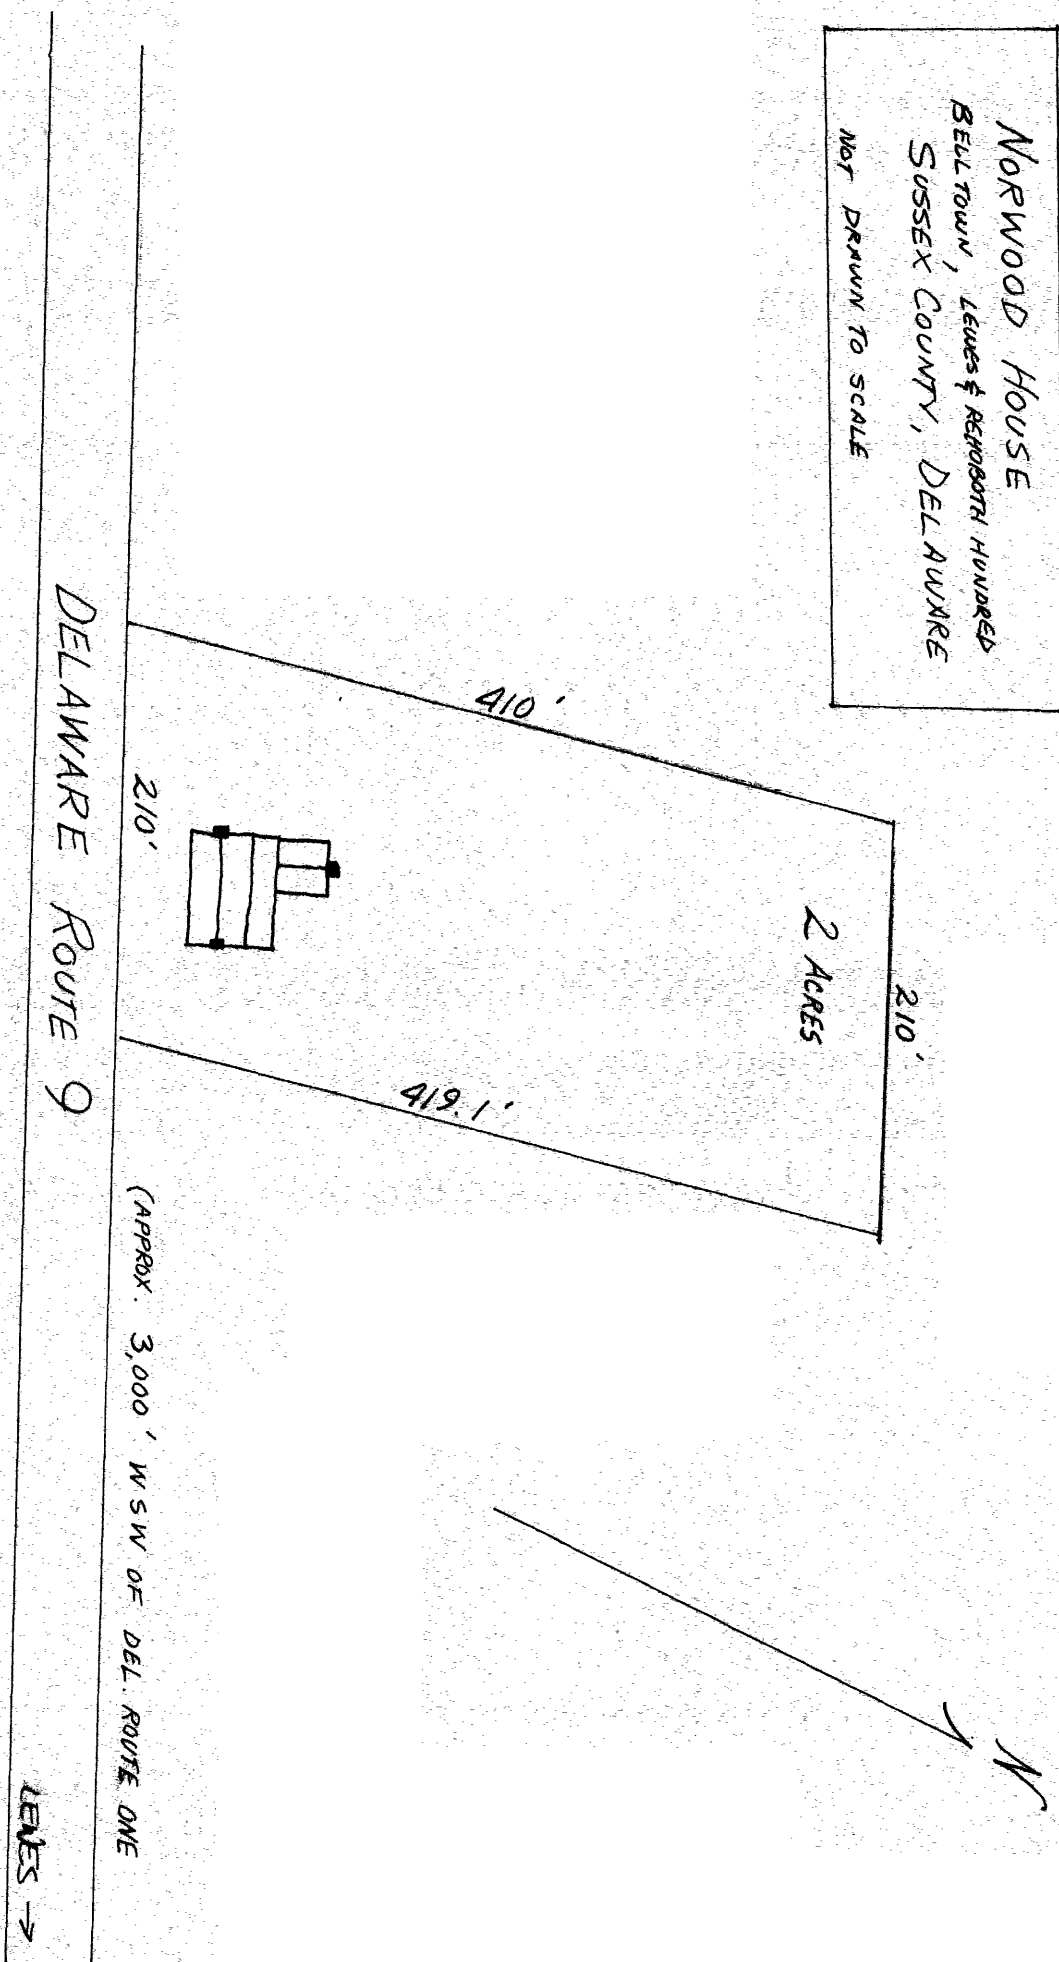 NORWOOD HOUSE
BELLTOWN, LEWES & REHOBOTH HUNDRED
SUSSEX COUNTY, DELAWARE
NOT DRAWN TO SCALE
210'
2 ACRES
410'
419.1'
N
210'
(APPROX. 3,000' WSW OF DEL. ROUTE ONE
DELAWARE ROUTE 9
LEWES →